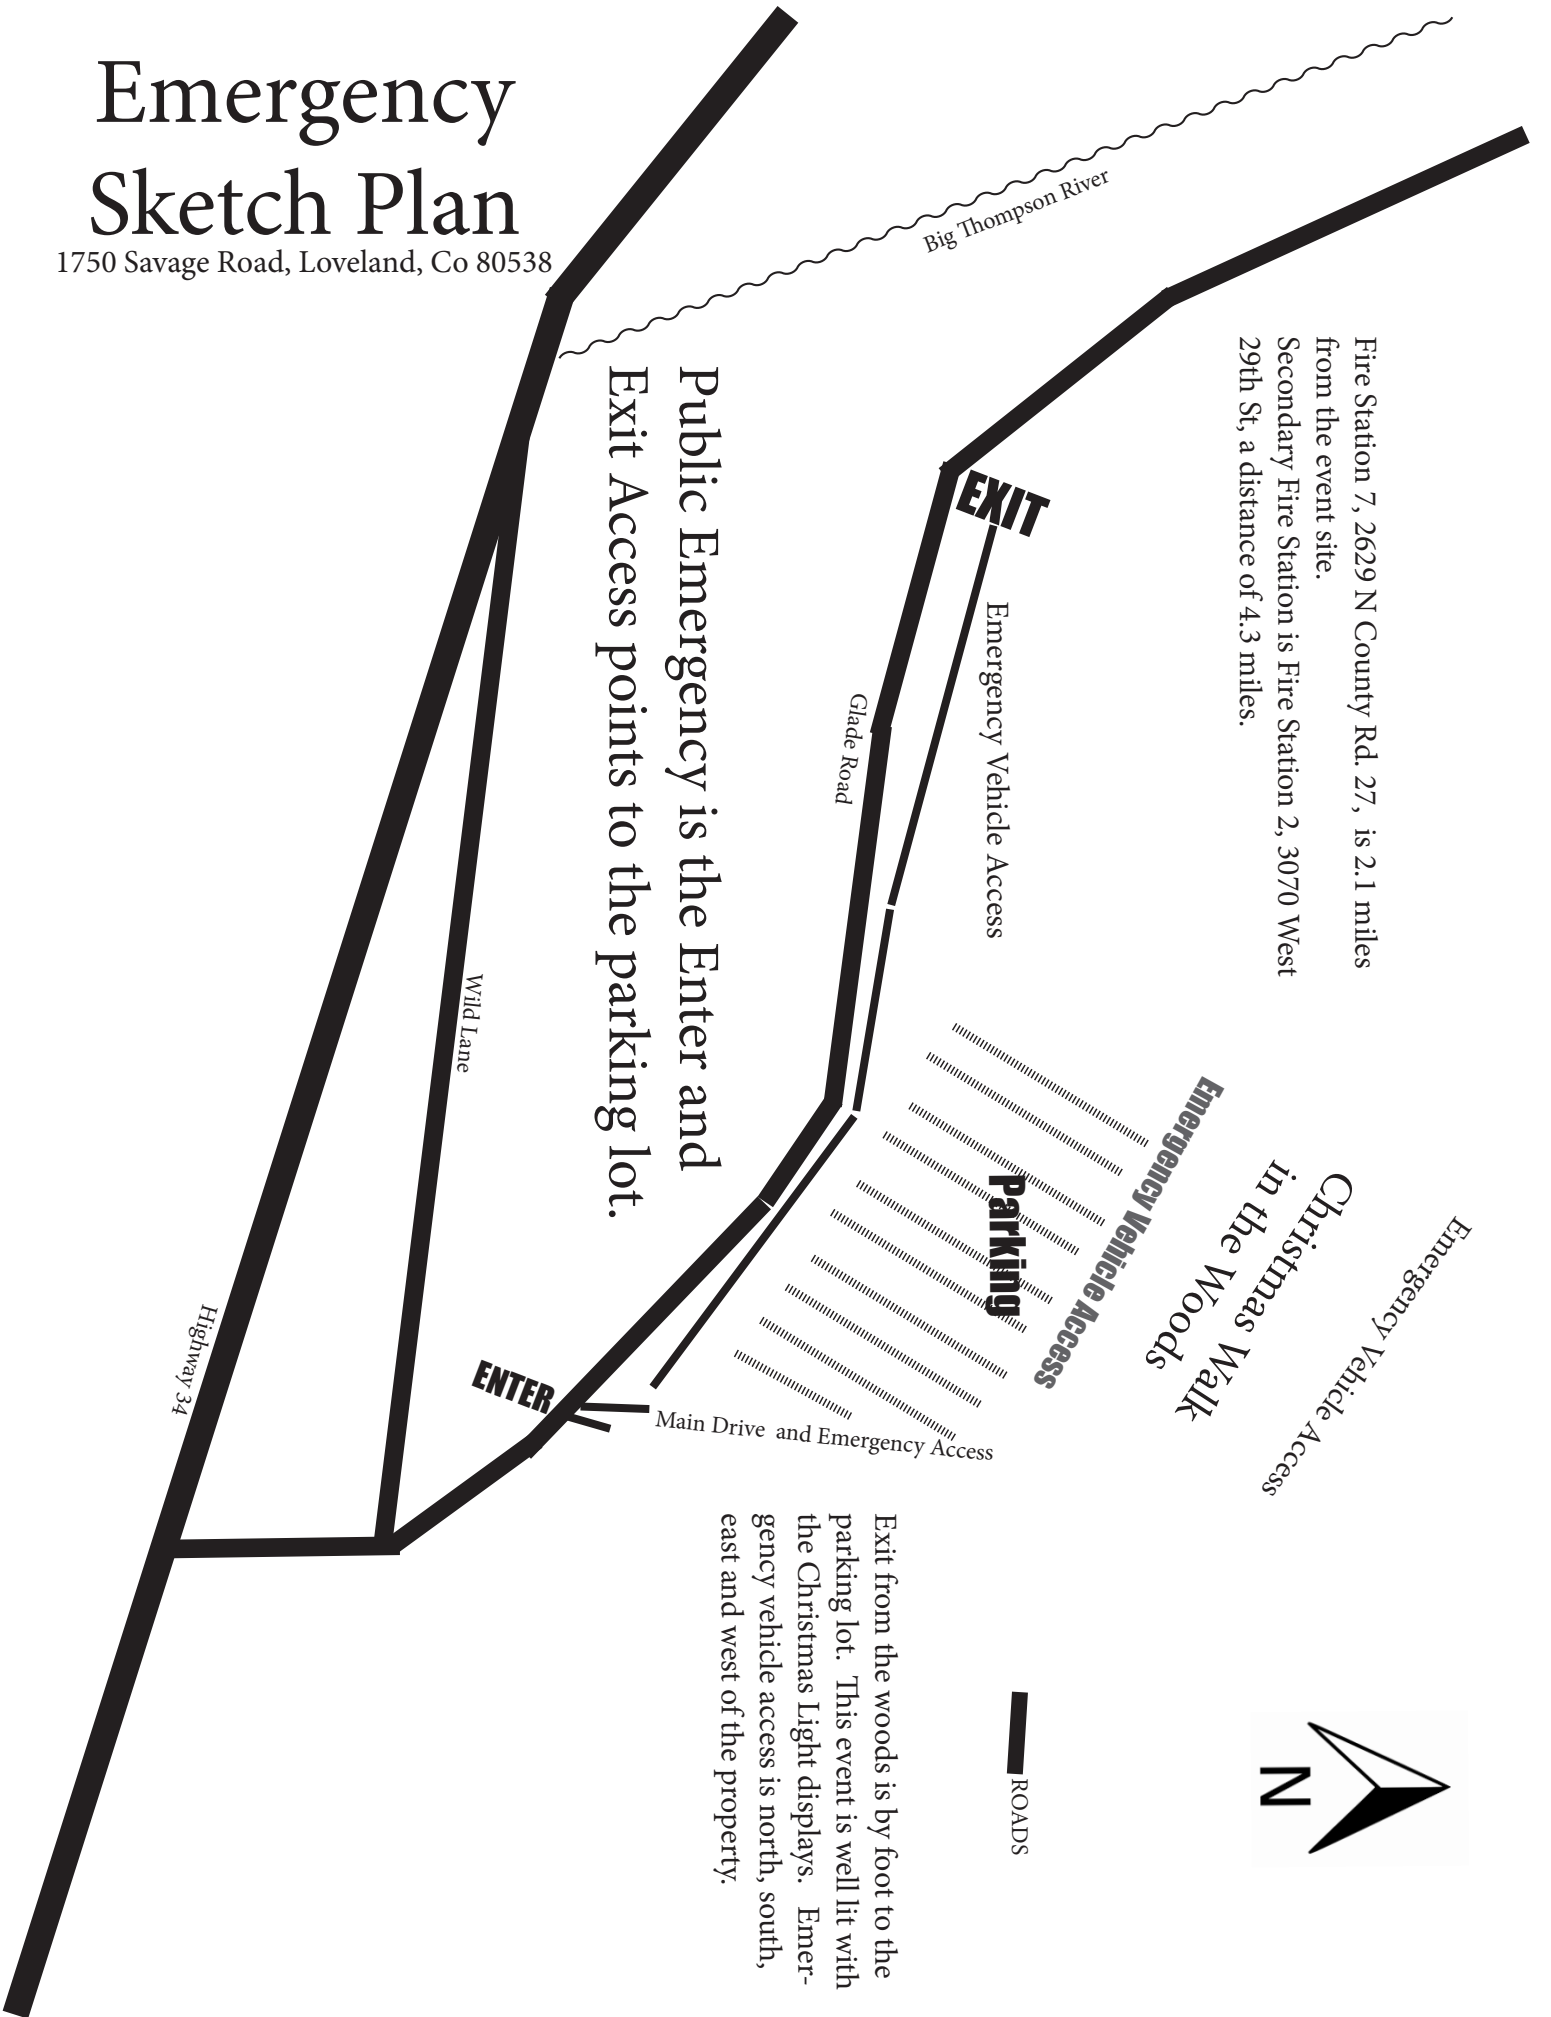 Emergency
Sketch Plan
1750 Savage Road, Loveland, Co 80538
Big Thompson River
Fire Station 7, 2629 N County Rd. 27,  is 2.1 miles
from the event site.
Secondary Fire Station is Fire Station 2, 3070 West
29th St, a distance of 4.3 miles.
Public Emergency is the Enter and
Exit Access points to the parking lot.
EXIT
Emergency Vehicle Access
Glade Road
Wild Lane
Highway 34
Parking
Emergency Vehicle Access
Christmas Walk
in the Woods
Emergency Vehicle Access
ENTER
Main Drive  and Emergency Access
Exit from the woods is by foot to the
parking lot.  This event is well lit with
the Christmas Light displays.   Emer-
gency vehicle access is north, south,
east and west of the property.
ROADS
N